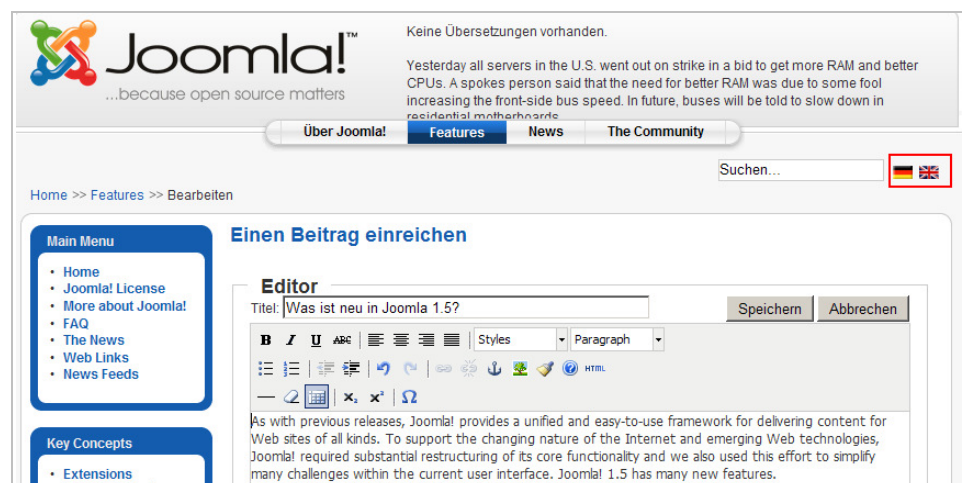 Joomla!™
...because open source matters
Keine Übersetzungen vorhanden.
Yesterday all servers in the U.S. went out on strike in a bid to get more RAM and better
CPUs. A spokes person said that the need for better RAM was due to some fool
increasing the front-side bus speed. In future, buses will be told to slow down in
residential motherboards
Über Joomla! Features News The Community
Suchen...
Home >> Features >> Bearbeiten
Main Menu
• Home
• Joomla! License
• More about Joomla!
• FAQ
• The News
• Web Links
• News Feeds
Key Concepts
• Extensions
Einen Beitrag einreichen
Editor
Titel: Was ist neu in Joomla 1.5? Speichern Abbrechen
B I U ABC Styles Paragraph
HTML
x₂ x² Ω
As with previous releases, Joomla! provides a unified and easy-to-use framework for delivering content for
Web sites of all kinds. To support the changing nature of the Internet and emerging Web technologies,
Joomla! required substantial restructuring of its core functionality and we also used this effort to simplify
many challenges within the current user interface. Joomla! 1.5 has many new features.